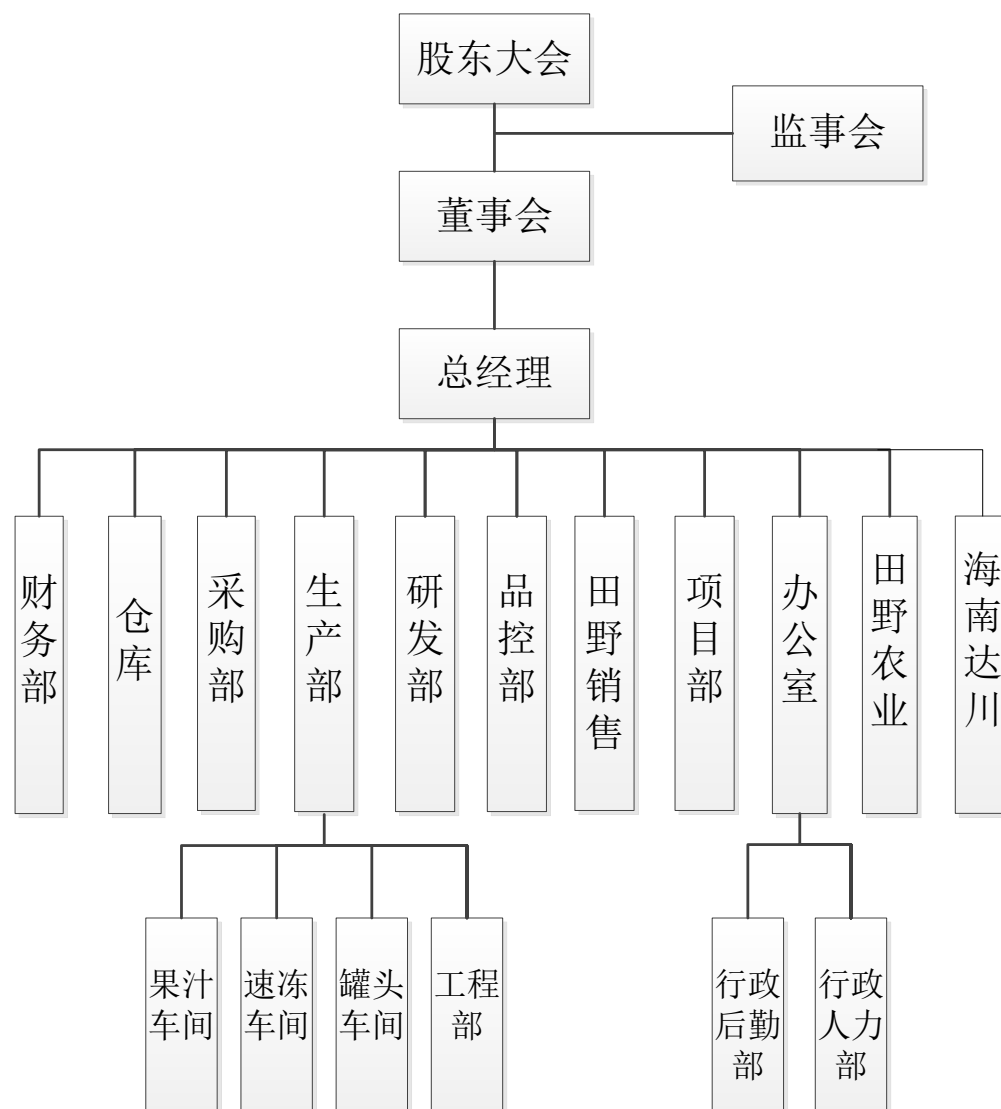 股东大会
监事会
董事会
总经理
财务部
仓库
采购部
生产部
研发部
品控部
田野销售
项目部
办公室
田野农业
海南达川
果汁
车间
速冻
车间
罐头
车间
工程
部
行政
后勤
部
行政
人力
部